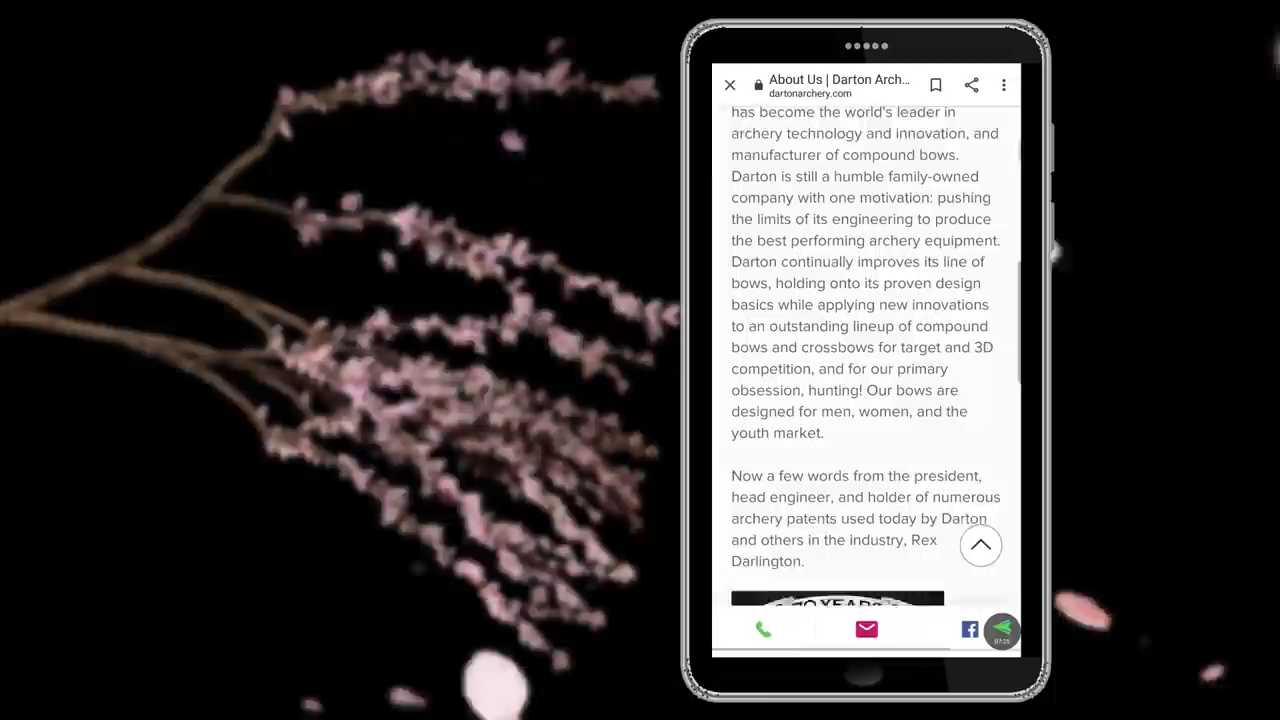 About Us | Darton Arch...
dartonarchery.com
has become the world's leader in
archery technology and innovation, and
manufacturer of compound bows.
Darton is still a humble family-owned
company with one motivation: pushing
the limits of its engineering to produce
the best performing archery equipment.
Darton continually improves its line of
bows, holding onto its proven design
basics while applying new innovations
to an outstanding lineup of compound
bows and crossbows for target and 3D
competition, and for our primary
obsession, hunting! Our bows are
designed for men, women, and the
youth market.
Now a few words from the president,
head engineer, and holder of numerous
archery patents used today by Darton
and others in the industry, Rex
Darlington.
YEARS